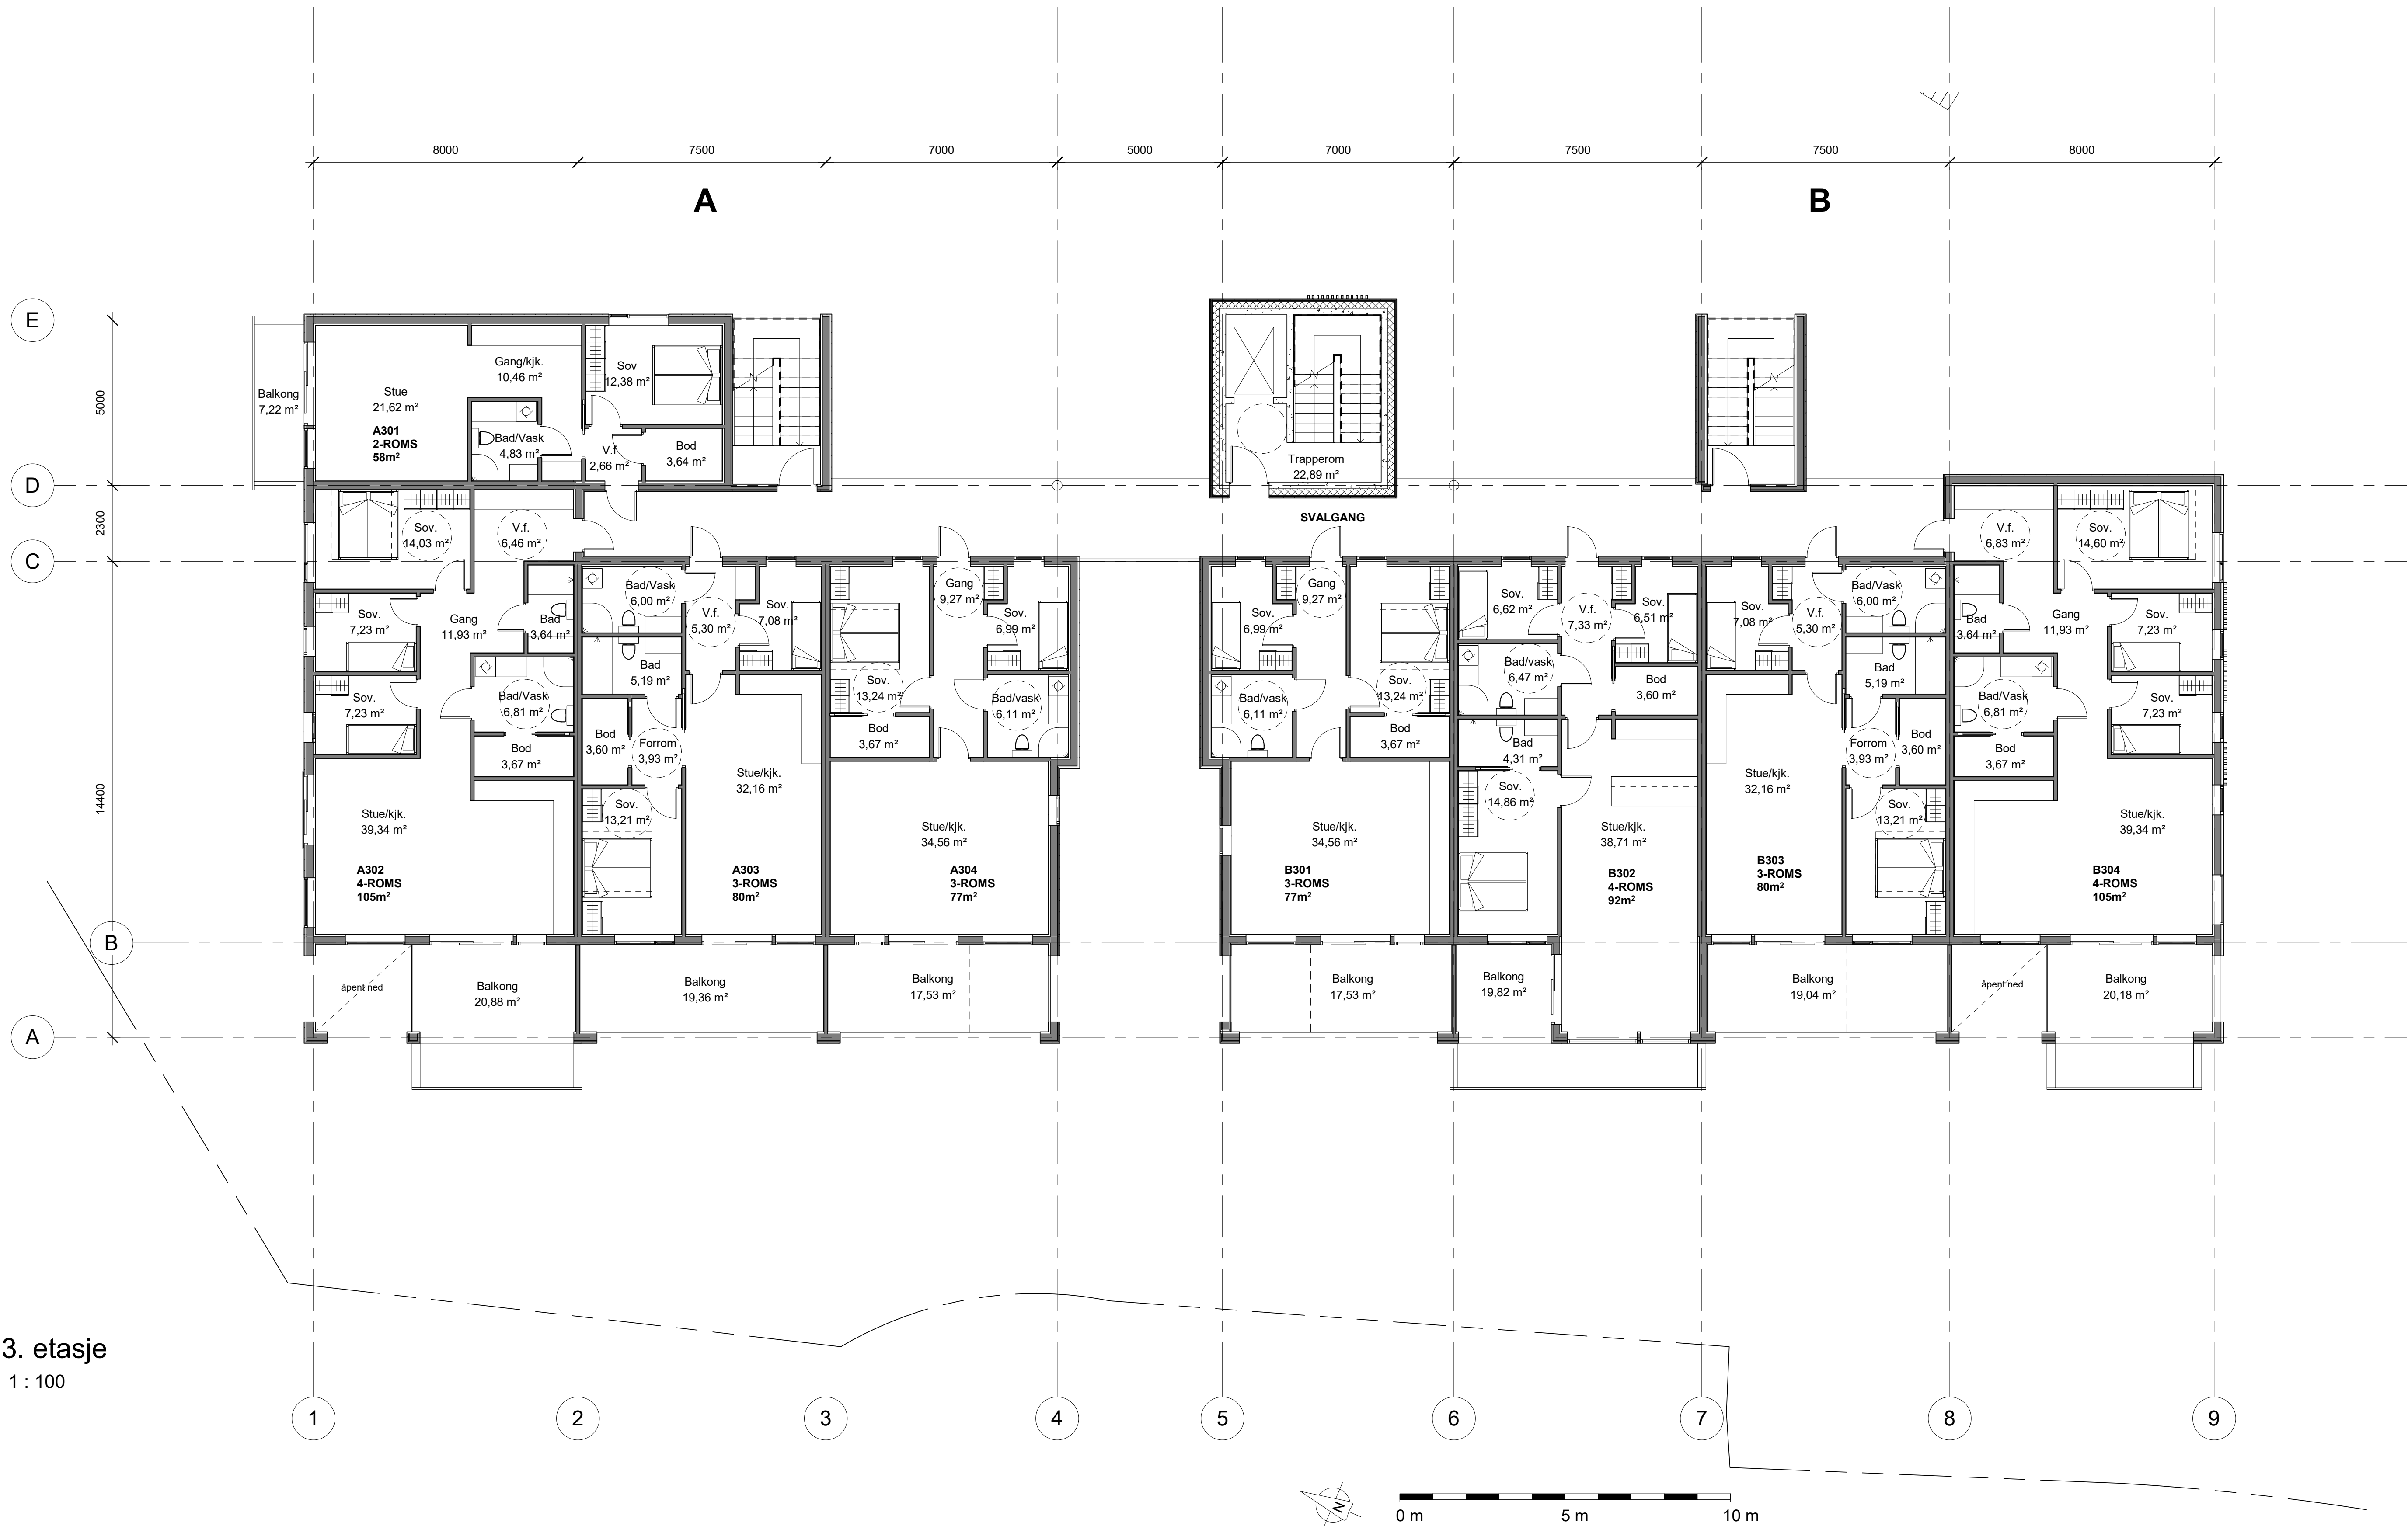 8000
7500
7000
5000
7000
7500
7500
8000
A
B
E
D
C
B
A
5000
2300
14400
Balkong
7,22 m²
Stue
21,62 m²
A301
2-ROMS
58m²
Gang/kjk.
10,46 m²
Bad/Vask
4,83 m²
Sov
12,38 m²
V.f
2,66 m²
Bod
3,64 m²
Trapperom
22,89 m²
SVALGANG
Sov.
14,03 m²
V.f.
6,46 m²
Sov.
7,23 m²
Gang
11,93 m²
Bad
3,64 m²
Sov.
7,23 m²
Bad/Vask
6,81 m²
Bod
3,67 m²
Stue/kjk.
39,34 m²
A302
4-ROMS
105m²
Bad/Vask
6,00 m²
V.f.
5,30 m²
Sov.
7,08 m²
Bad
5,19 m²
Bod
3,60 m²
Forrom
3,93 m²
Sov.
13,21 m²
Stue/kjk.
32,16 m²
A303
3-ROMS
80m²
Gang
9,27 m²
Sov.
6,99 m²
Sov.
13,24 m²
Bad/vask
6,11 m²
Bod
3,67 m²
Stue/kjk.
34,56 m²
A304
3-ROMS
77m²
Gang
9,27 m²
Sov.
6,99 m²
Sov.
13,24 m²
Bad/vask
6,11 m²
Bod
3,67 m²
Stue/kjk.
34,56 m²
B301
3-ROMS
77m²
Sov.
6,62 m²
V.f.
7,33 m²
Sov.
6,51 m²
Bad/vask
6,47 m²
Bod
3,60 m²
Bad
4,31 m²
Sov.
14,86 m²
Stue/kjk.
38,71 m²
B302
4-ROMS
92m²
Sov.
7,08 m²
V.f.
5,30 m²
Bad/Vask
6,00 m²
Bad
5,19 m²
Forrom
3,93 m²
Bod
3,60 m²
Stue/kjk.
32,16 m²
Sov.
13,21 m²
B303
3-ROMS
80m²
V.f.
6,83 m²
Sov.
14,60 m²
Bad
3,64 m²
Gang
11,93 m²
Sov.
7,23 m²
Bad/Vask
6,81 m²
Sov.
7,23 m²
Bod
3,67 m²
Stue/kjk.
39,34 m²
B304
4-ROMS
105m²
åpent ned
Balkong
20,88 m²
Balkong
19,36 m²
Balkong
17,53 m²
Balkong
17,53 m²
Balkong
19,82 m²
Balkong
19,04 m²
åpent ned
Balkong
20,18 m²
3. etasje
1 : 100
1
2
3
4
5
6
7
8
9
N
0 m
5 m
10 m